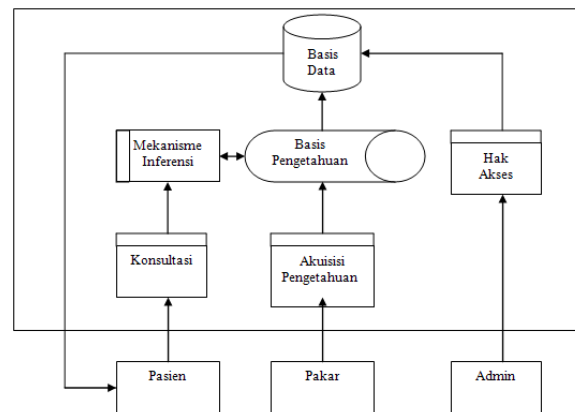 Basis
Data
Mekanisme
Inferensi
Basis
Pengetahuan
Hak
Akses
Konsultasi
Akuisisi
Pengetahuan
Pasien
Pakar
Admin